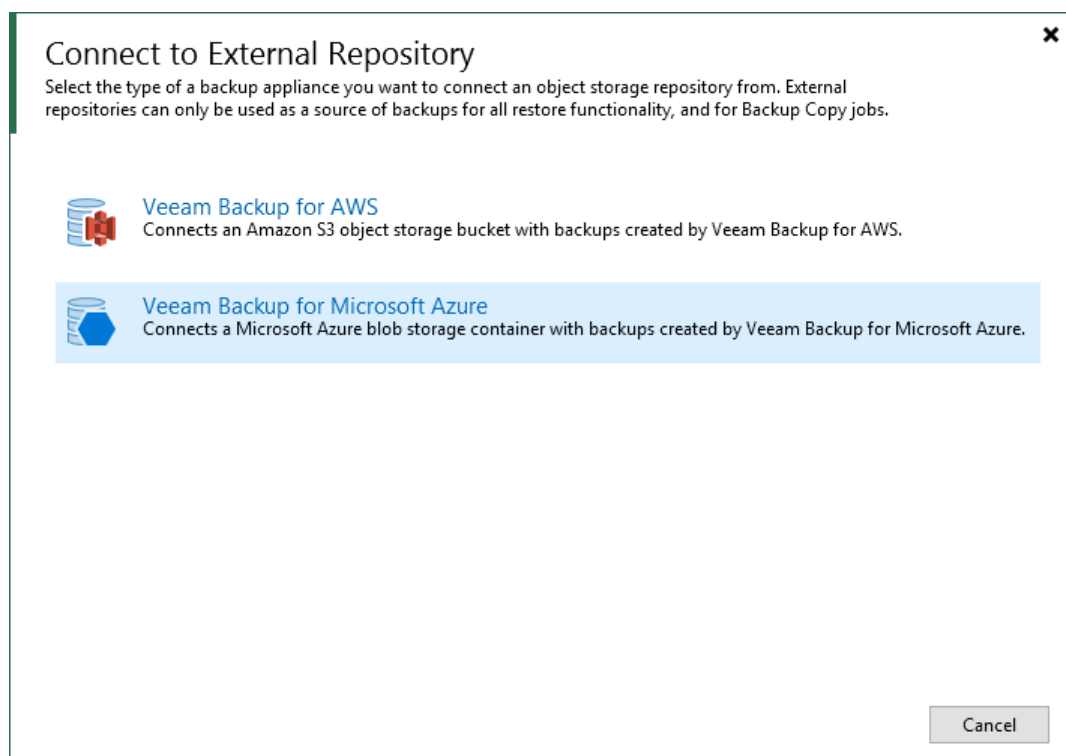 Connect to External Repository
Select the type of a backup appliance you want to connect an object storage repository from. External
repositories can only be used as a source of backups for all restore functionality, and for Backup Copy jobs.
Veeam Backup for AWS
Connects an Amazon S3 object storage bucket with backups created by Veeam Backup for AWS.
Veeam Backup for Microsoft Azure
Connects a Microsoft Azure blob storage container with backups created by Veeam Backup for Microsoft Azure.
Cancel